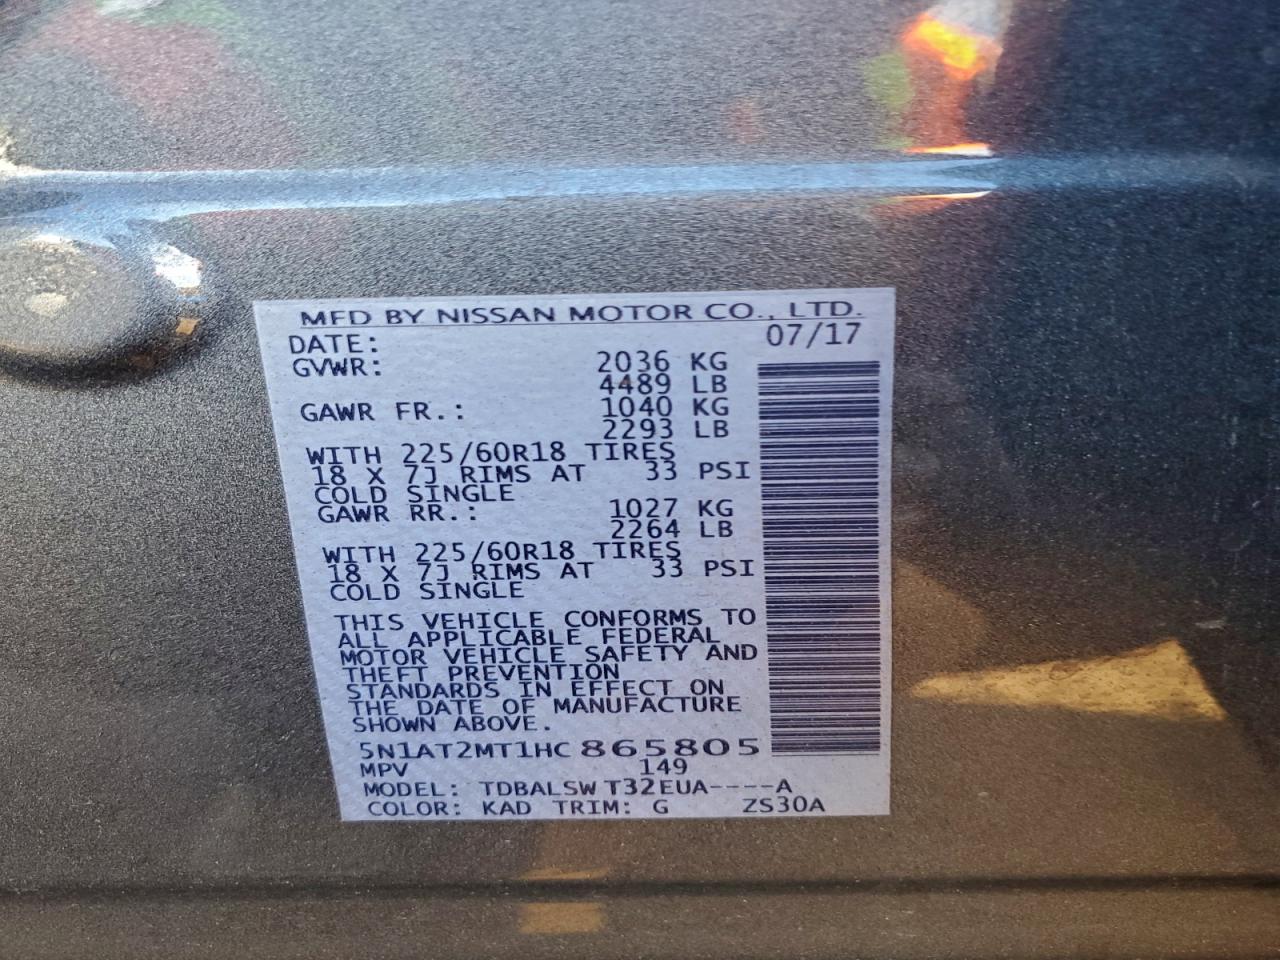 MFD BY NISSAN MOTOR CO., LTD.
DATE: 07/17
GVWR: 2036 KG
4489 LB
GAWR FR.: 1040 KG
2293 LB
WITH 225/60R18 TIRES
18 X 7J RIMS AT 33 PSI
COLD SINGLE
GAWR RR.: 1027 KG
2264 LB
WITH 225/60R18 TIRES
18 X 7J RIMS AT 33 PSI
COLD SINGLE
THIS VEHICLE CONFORMS TO
ALL APPLICABLE FEDERAL
MOTOR VEHICLE SAFETY AND
THEFT PREVENTION
STANDARDS IN EFFECT ON
THE DATE OF MANUFACTURE
SHOWN ABOVE.
5N1AT2MT1HC865805
MPV 149
MODEL: TDBALSW T32EUA----A
COLOR: KAD TRIM: G ZS30A